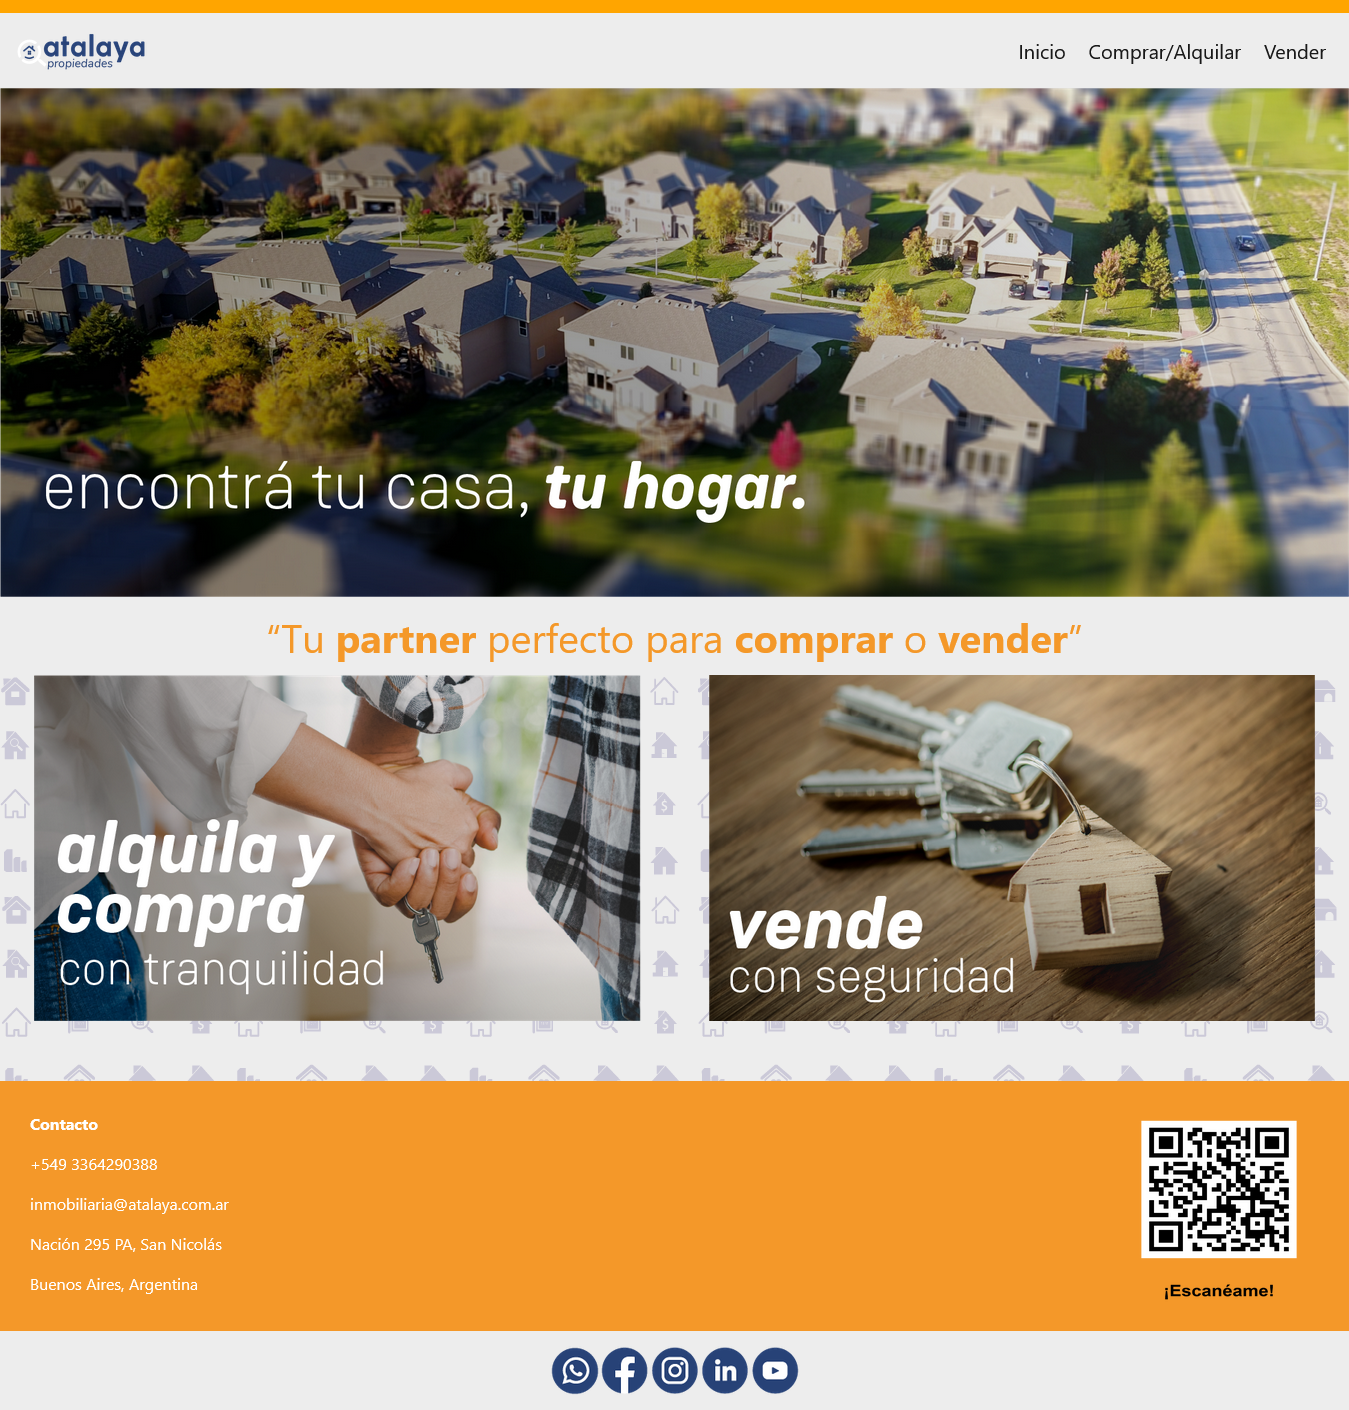 atalaya
propiedades
Inicio Comprar/Alquilar Vender
encontrá tu casa, tu hogar.
“Tu partner perfecto para comprar o vender”
alquila y
compra
con tranquilidad
vende
con seguridad
Contacto
+549 3364290388
inmobiliaria@atalaya.com.ar
Nación 295 PA, San Nicolás
Buenos Aires, Argentina
¡Escanéame!